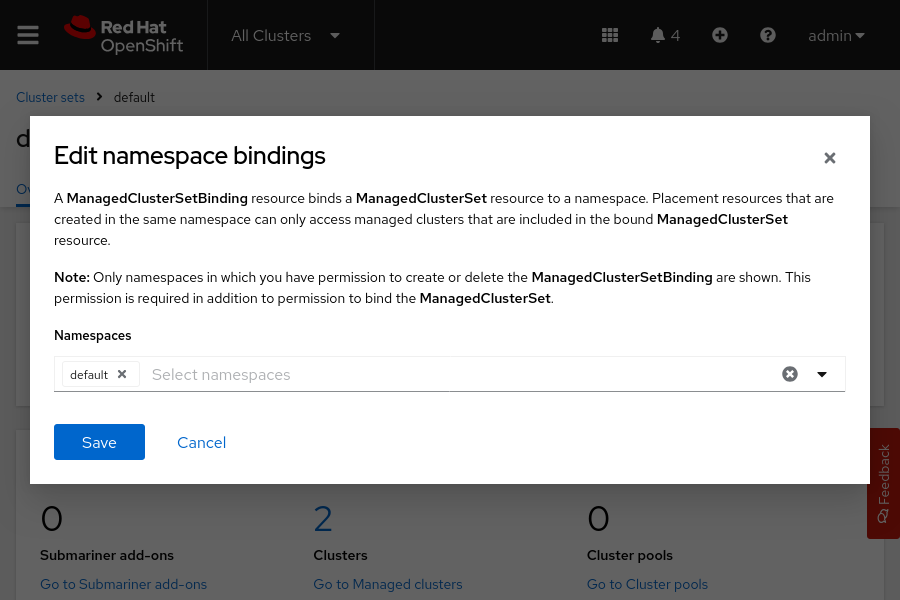 Red Hat
OpenShift
All Clusters
4
admin
Cluster sets
default
d
Ov
Edit namespace bindings
A ManagedClusterSetBinding resource binds a ManagedClusterSet resource to a namespace. Placement resources that are
created in the same namespace can only access managed clusters that are included in the bound ManagedClusterSet
resource.
Note: Only namespaces in which you have permission to create or delete the ManagedClusterSetBinding are shown. This
permission is required in addition to permission to bind the ManagedClusterSet.
Namespaces
default
Select namespaces
Save
Cancel
Feedback
0
2
0
Submariner add-ons
Clusters
Cluster pools
Go to Submariner add-ons
Go to Managed clusters
Go to Cluster pools